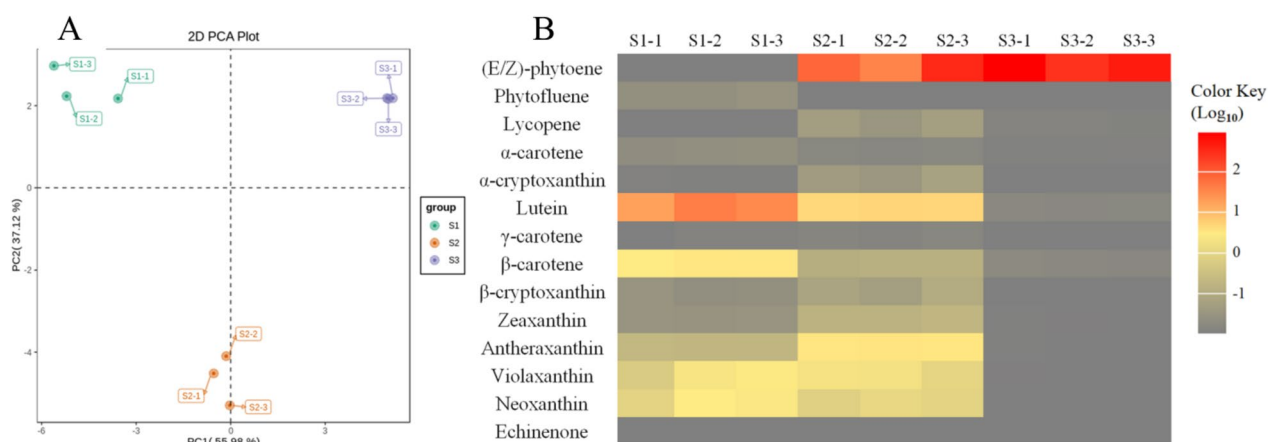 A
2D PCA Plot
S1-3
S1-1
S1-2
S3-1
S3-2
S3-3
S2-2
S2-1
S2-3
2
0
-2
-4
-6
-3
0
3
PC2( 37.12 %)
PC1( 55.98 %)
group
S1
S2
S3
B
S1-1 S1-2 S1-3 S2-1 S2-2 S2-3 S3-1 S3-2 S3-3
(E/Z)-phytoene
Phytofluene
Lycopene
α-carotene
α-cryptoxanthin
Lutein
γ-carotene
β-carotene
β-cryptoxanthin
Zeaxanthin
Antheraxanthin
Violaxanthin
Neoxanthin
Echinenone
Color Key
(Log₁₀)
2
1
0
-1